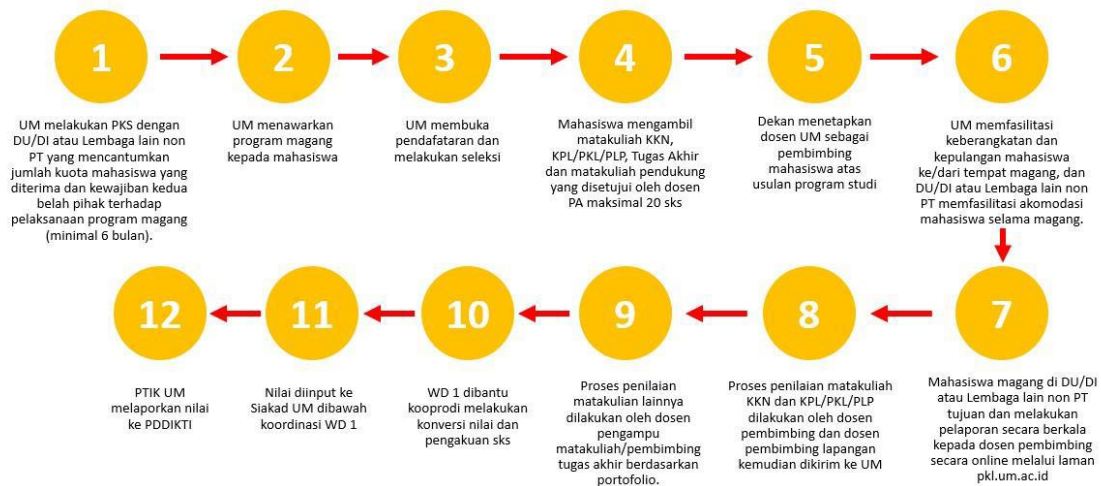 1
UM melakukan PKS dengan
DU/DI atau Lembaga lain non
PT yang mencantumkan
jumlah kuota mahasiswa yang
diterima dan kewajiban kedua
belah pihak terhadap
pelaksanaan program magang
(minimal 6 bulan).
2
UM menawarkan
program magang
kepada mahasiswa
3
UM membuka
pendafataran dan
melakukan seleksi
4
Mahasiswa mengambil
matakuliah KKN,
KPL/PKL/PLP, Tugas Akhir
dan matakuliah pendukung
yang disetujui oleh dosen
PA maksimal 20 sks
5
Dekan menetapkan
dosen UM sebagai
pembimbing
mahasiswa atas
usulan program studi
6
UM memfasilitasi
keberangkatan dan
kepulangan mahasiswa
ke/dari tempat magang, dan
DU/DI atau Lembaga lain non
PT memfasilitasi akomodasi
mahasiswa selama magang.
7
Mahasiswa magang di DU/DI
atau Lembaga lain non PT
tujuan dan melakukan
pelaporan secara berkala
kepada dosen pembimbing
secara online melalui laman
pkl.um.ac.id
8
Proses penilaian matakuliah
KKN dan KPL/PKL/PLP
dilakukan oleh dosen
pembimbing dan dosen
pembimbing lapangan
kemudian dikirim ke UM
9
Proses penilaian
matakulian lainnya
dilakukan oleh dosen
pengampu
matakuliah/pembimbing
tugas akhir berdasarkan
portofolio.
10
WD 1 dibantu
kooprodi melakukan
konversi nilai dan
pengakuan sks
11
Nilai diinput ke
Siakad UM dibawah
koordinasi WD 1
12
PTIK UM
melaporkan nilai
ke PDDIKTI